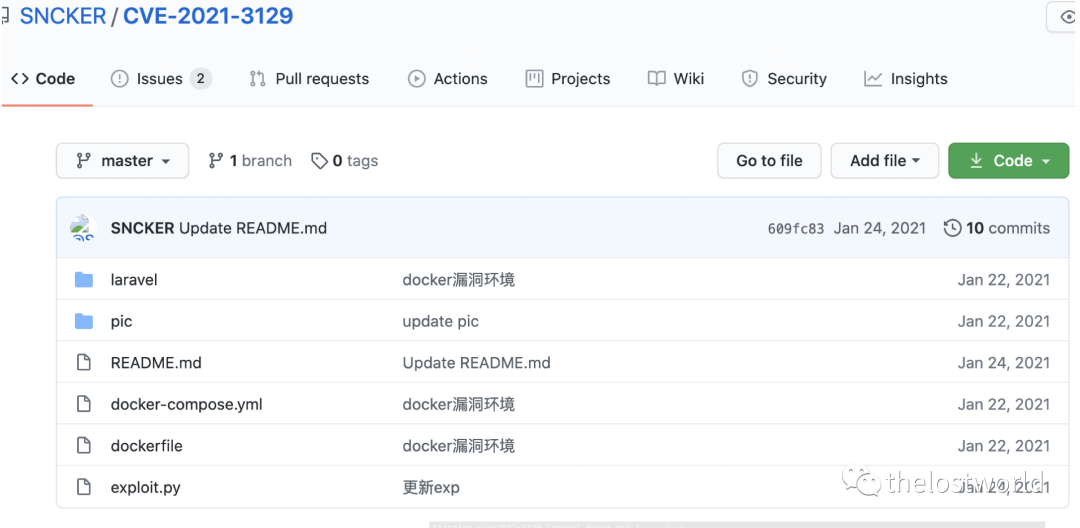 SNCKER / CVE-2021-3129
Code Issues 2 Pull requests Actions Projects Wiki Security Insights
master 1 branch 0 tags Go to file Add file Code
SNCKER Update README.md 609fc83 Jan 24, 2021 10 commits
laravel docker漏洞环境 Jan 22, 2021
pic update pic Jan 22, 2021
README.md Update README.md Jan 24, 2021
docker-compose.yml docker漏洞环境 Jan 22, 2021
dockerfile docker漏洞环境 Jan 22, 2021
exploit.py 更新exp Jan 24, 2021
thelostworld